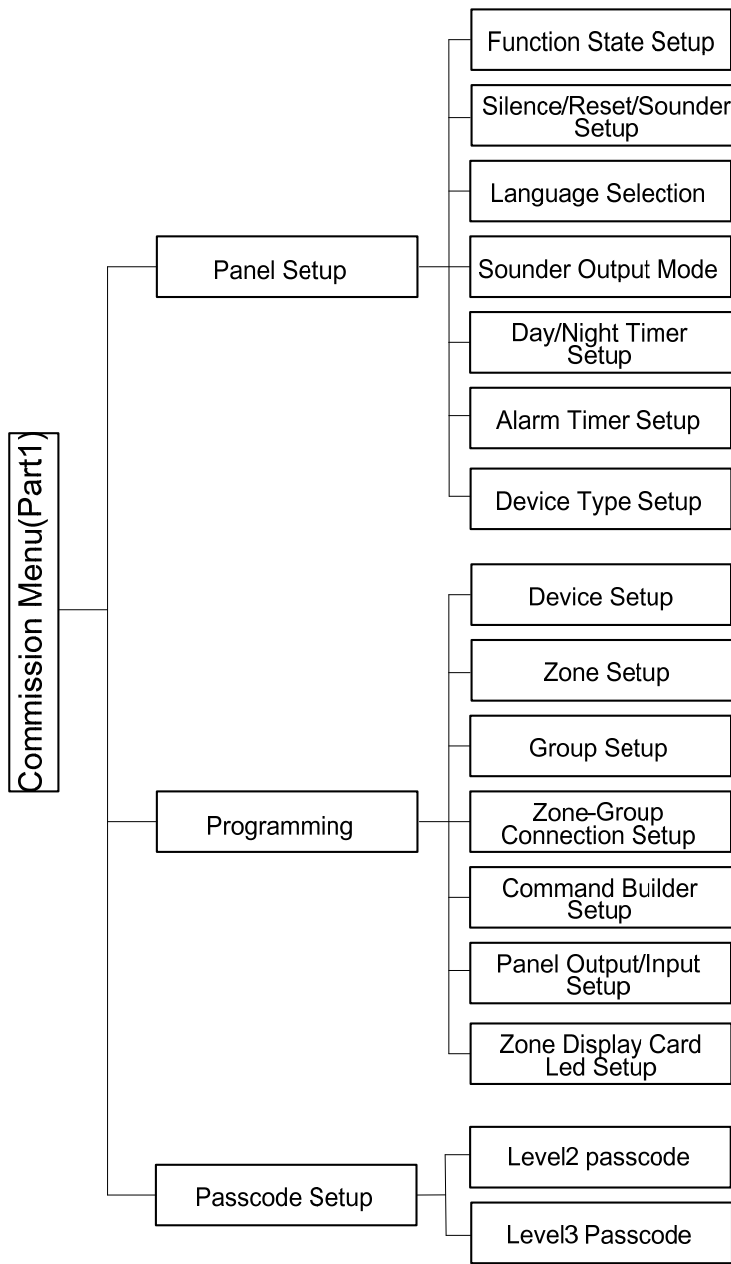 Commission Menu(Part1)
Panel Setup
Function State Setup
Silence/Reset/Sounder
Setup
Language Selection
Sounder Output Mode
Day/Night Timer
Setup
Alarm Timer Setup
Device Type Setup
Programming
Device Setup
Zone Setup
Group Setup
Zone-Group
Connection Setup
Command Builder
Setup
Panel Output/Input
Setup
Zone Display Card
Led Setup
Passcode Setup
Level2 passcode
Level3 Passcode